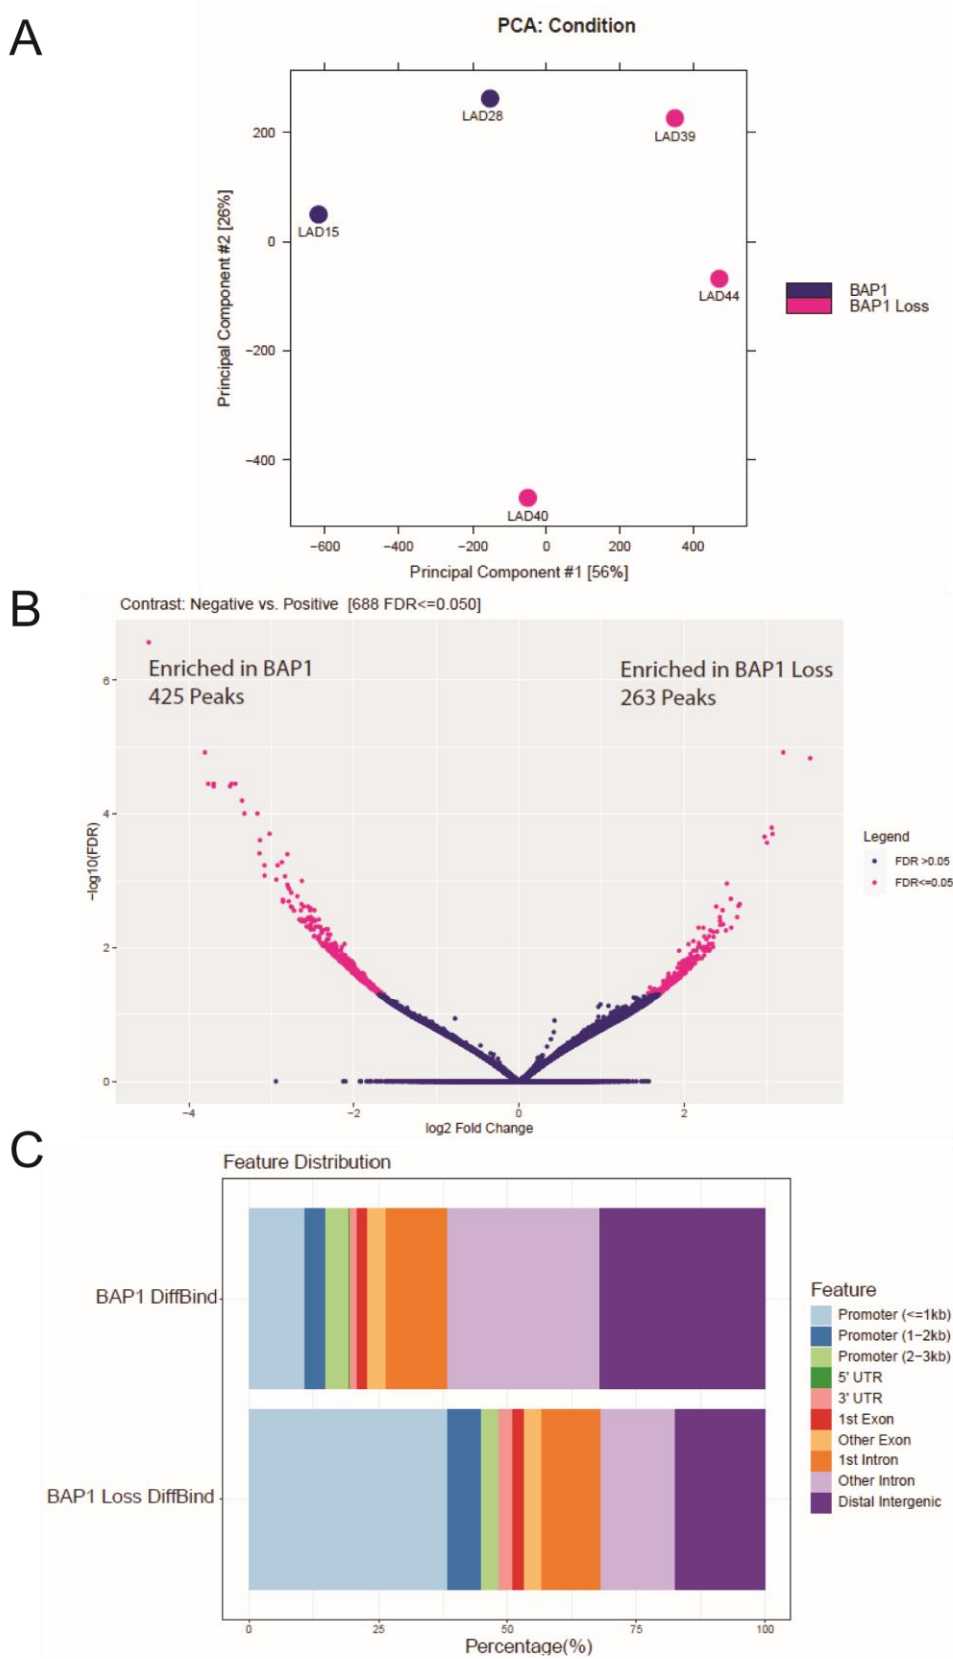 A
PCA: Condition
LAD28
LAD39
LAD15
LAD44
LAD40
200
0
−200
−400
Principal Component #2 [26%]
−600
−400
−200
0
200
400
Principal Component #1 [56%]
BAP1
BAP1 Loss
B
Contrast: Negative vs. Positive [688 FDR<=0.050]
Enriched in BAP1
425 Peaks
Enriched in BAP1 Loss
263 Peaks
6
4
2
0
−log10(FDR)
−4
−2
0
2
log2 Fold Change
Legend
FDR >0.05
FDR<=0.05
C
Feature Distribution
BAP1 DiffBind
BAP1 Loss DiffBind
0
25
50
75
100
Percentage(%)
Feature
Promoter (<=1kb)
Promoter (1−2kb)
Promoter (2−3kb)
5' UTR
3' UTR
1st Exon
Other Exon
1st Intron
Other Intron
Distal Intergenic